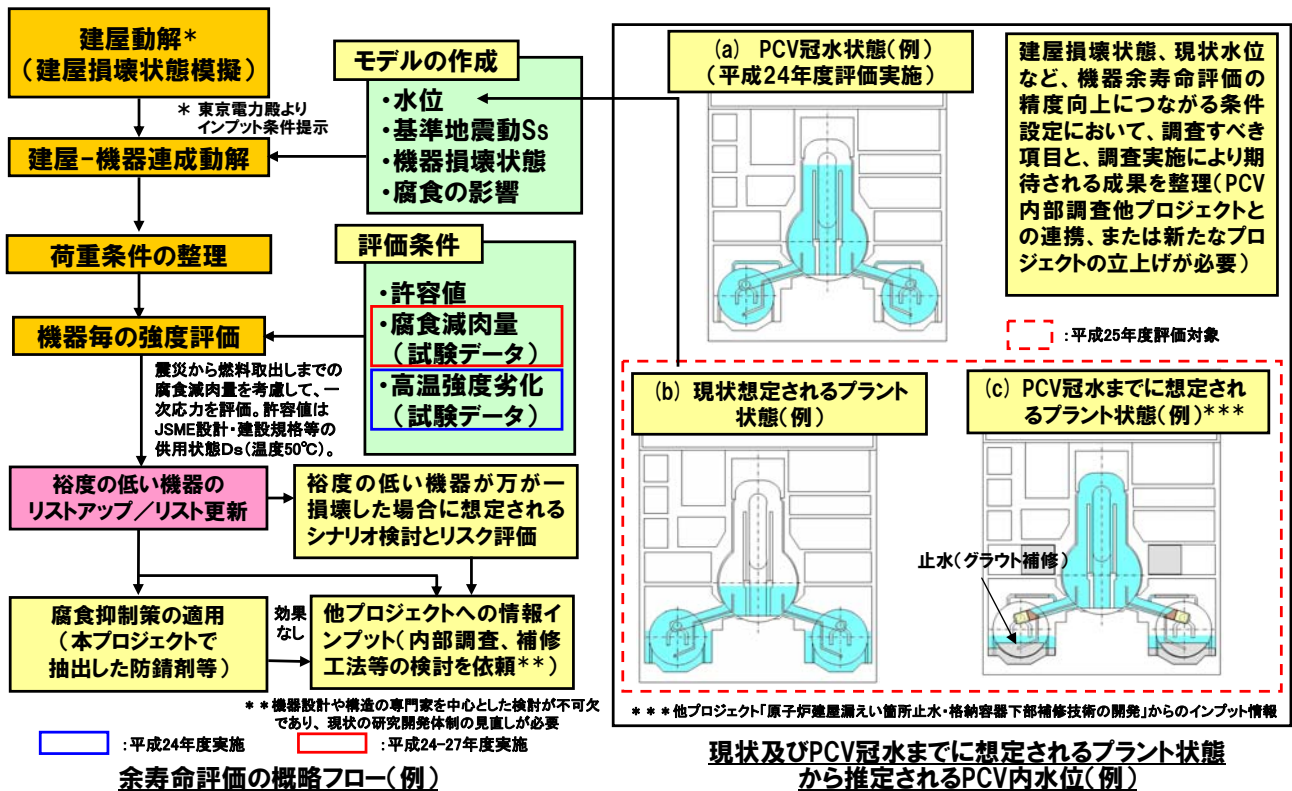 建屋動解*
(建屋損壊状態模擬)
* 東京電力殿より
インプット条件提示
建屋-機器連成動解
荷重条件の整理
機器毎の強度評価
震災から燃料取出しまでの
腐食減肉量を考慮して、一
次応力を評価。許容値は
JSME設計・建設規格等の
供用状態Ds(温度50℃)。
裕度の低い機器の
リストアップ/リスト更新
裕度の低い機器が万が一
損壊した場合に想定される
シナリオ検討とリスク評価
腐食抑制策の適用
(本プロジェクトで
抽出した防錆剤等)
効果
なし
他プロジェクトへの情報イ
ンプット(内部調査、補修
工法等の検討を依頼**)
**機器設計や構造の専門家を中心とした検討が不可欠
であり、現状の研究開発体制の見直しが必要
:平成24年度実施
:平成24-27年度実施
余寿命評価の概略フロー(例)
モデルの作成
・水位
・基準地震動Ss
・機器損壊状態
・腐食の影響
評価条件
・許容値
・腐食減肉量
(試験データ)
・高温強度劣化
(試験データ)
(a) PCV冠水状態(例)
(平成24年度評価実施)
建屋損壊状態、現状水位
など、機器余寿命評価の
精度向上につながる条件
設定において、調査すべき
項目と、調査実施により期
待される成果を整理(PCV
内部調査他プロジェクトと
の連携、または新たなプロ
ジェクトの立上げが必要)
:平成25年度評価対象
(b) 現状想定されるプラント
状態(例)
(c) PCV冠水までに想定され
るプラント状態(例)***
止水(グラウト補修)
***他プロジェクト「原子炉建屋漏えい箇所止水・格納容器下部補修技術の開発」からのインプット情報
現状及びPCV冠水までに想定されるプラント状態
から推定されるPCV内水位(例)